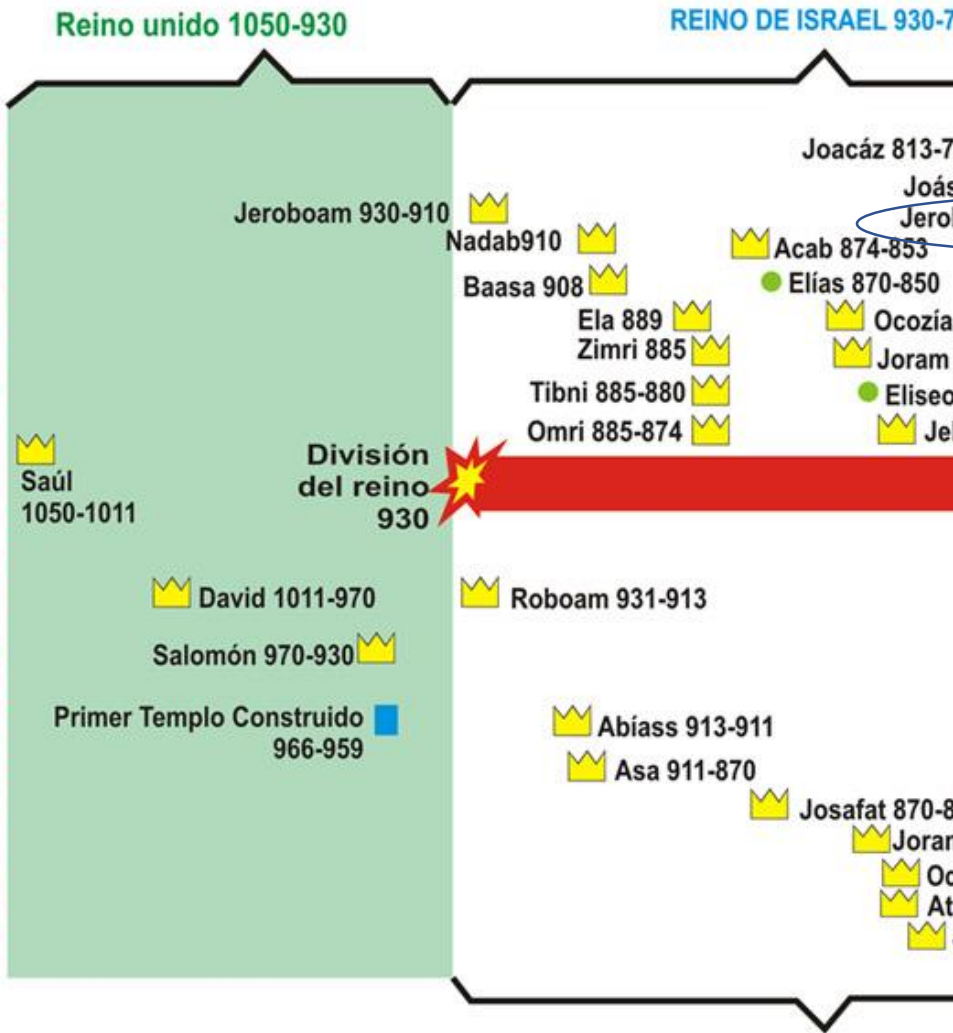 Reino unido 1050-930
REINO DE ISRAEL 930-7
Joacáz 813-7
Joás
Jerob
Jeroboam 930-910
Nadab910
Acab 874-853
Baasa 908
Elías 870-850
Ela 889
Ocozía
Zimri 885
Joram
Tibni 885-880
Eliseo
Omri 885-874
Saúl
1050-1011
División
del reino
930
David 1011-970
Roboam 931-913
Salomón 970-930
Primer Templo Construido
966-959
Abíass 913-911
Asa 911-870
Josafat 870-8
Joram